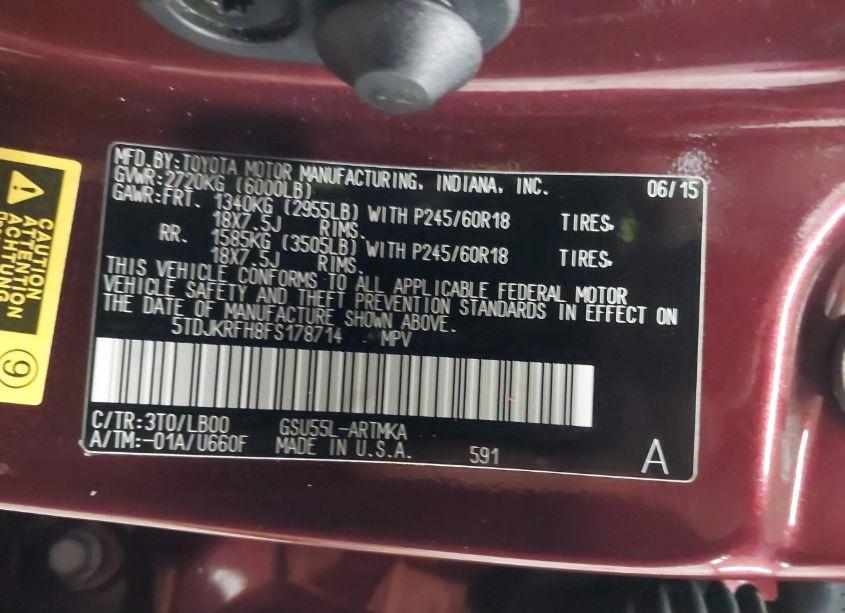 MFD.BY:TOYOTA MOTOR MANUFACTURING, INDIANA, INC. 06/15
GVWR:2720KG (6000LB)
GAWR:FRT. 1340KG (2955LB) WITH P245/60R18 TIRES,
18X7.5J RIMS.
RR. 1585KG (3505LB) WITH P245/60R18 TIRES,
18X7.5J RIMS.
THIS VEHICLE CONFORMS TO ALL APPLICABLE FEDERAL MOTOR
VEHICLE SAFETY AND THEFT PREVENTION STANDARDS IN EFFECT ON
THE DATE OF MANUFACTURE SHOWN ABOVE.
5TDJKRFH8FS178714 MPV
C/TR:3T0/LB00 GSU55L-ARTMKA
A/TM:-01A/U660F MADE IN U.S.A. 591 A
CAUTION
ATTENTION
ACHTUNG
9